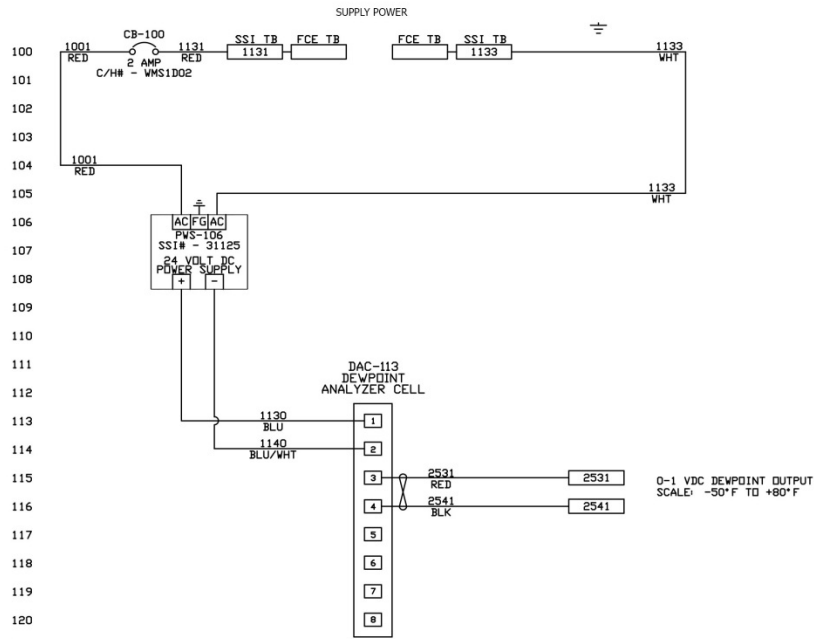 SUPPLY POWER
CB-100
100 1001 1131 SSI TB FCE TB FCE TB SSI TB 1133
RED RED 1131 1133 WHT
2 AMP
C/H# - WMS1D02
101
102
103
104 1001
RED
105 1133
WHT
106 AC FG AC
PWS-106
SSI# - 31125
107
24 VOLT DC
POWER SUPPLY
108 + -
109
110
111
DAC-113
DEWPOINT
ANALYZER CELL
112
113 1130 1
BLU
114 1140 2
BLU/WHT
115 3 2531 2531 0-1 VDC DEWPOINT OUTPUT
RED SCALE: -50°F TO +80°F
116 4 2541 2541
BLK
117 5
118 6
119 7
120 8